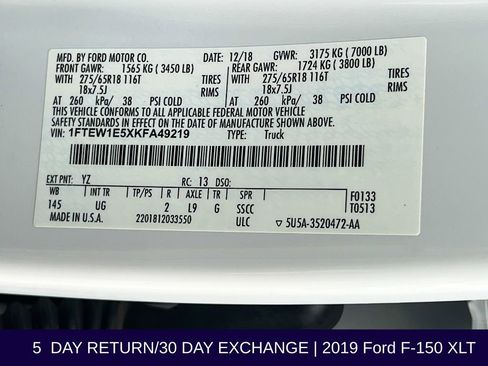 MFD. BY FORD MOTOR CO.
12/18 GVWR: 3175 KG ( 7000 LB)
FRONT GAWR: 1565 KG ( 3450 LB) REAR GAWR: 1724 KG ( 3800 LB)
WITH 275/65R18 116T TIRES WITH 275/65R18 116T TIRES
18x7.5J RIMS 18x7.5J RIMS
AT 260 kPa/ 38 PSI COLD AT 260 kPa/ 38 PSI COLD
THIS VEHICLE CONFORMS TO ALL APPLICABLE FEDERAL MOTOR VEHICLE
SAFETY STANDARDS IN EFFECT ON THE DATE OF MANUFACTURE SHOWN ABOVE.
VIN: 1FTEW1E5XKFA49219 TYPE: Truck
EXT PNT: YZ RC: 13 DSO:
WB INT TR TP/PS R AXLE TR SPR F0133
145 UG 2 L9 G SSCC T0513
MADE IN U.S.A. 2201812033550 ULC 5U5A-3520472-AA
5 DAY RETURN/30 DAY EXCHANGE | 2019 Ford F-150 XLT